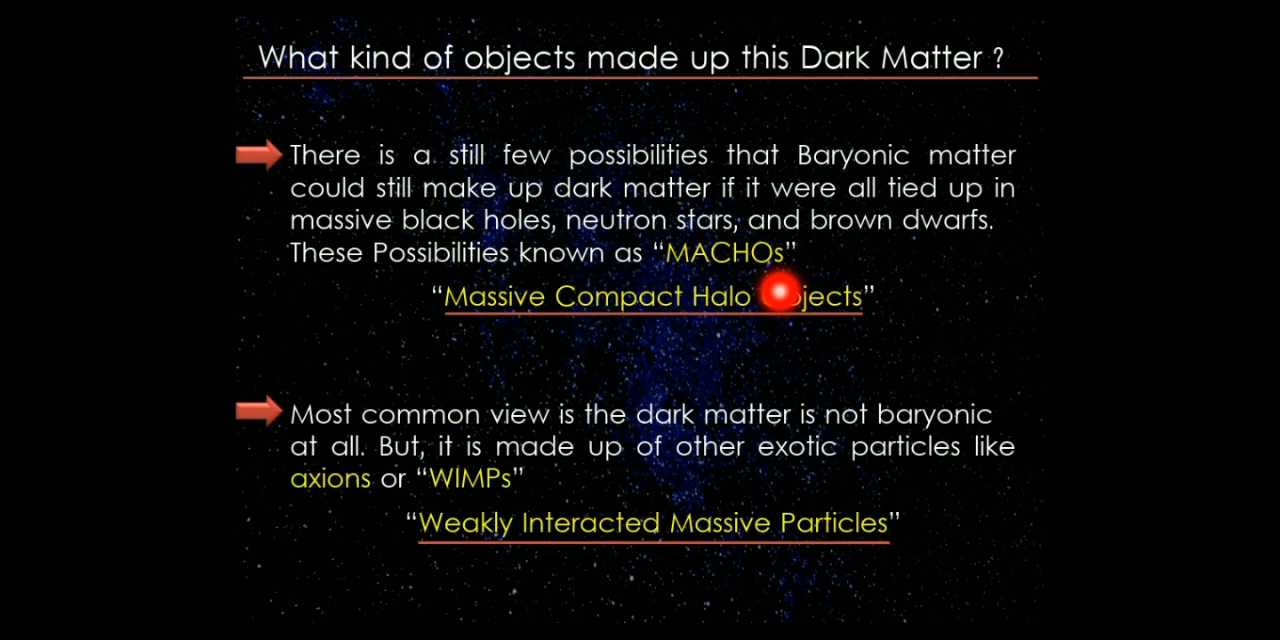 What kind of objects made up this Dark Matter ?
There is a still few possibilities that Baryonic matter
could still make up dark matter if it were all tied up in
massive black holes, neutron stars, and brown dwarfs.
These Possibilities known as “MACHOs”
“Massive Compact Halo Objects”
Most common view is the dark matter is not baryonic
at all. But, it is made up of other exotic particles like
axions or “WIMPs”
“Weakly Interacted Massive Particles”